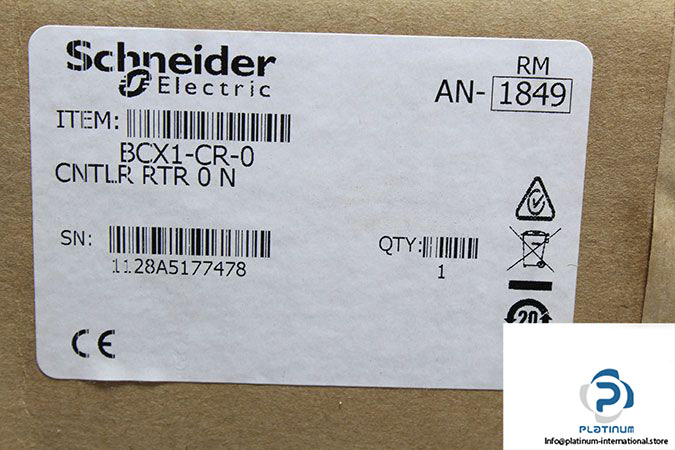 Schneider
Electric
RM
AN- 1849
ITEM:
BCX1-CR-0
CNTLR RTR 0 N
SN:
1128A5177478
QTY:
1
CE
20
PLATINUM
Info@platinum-international.store